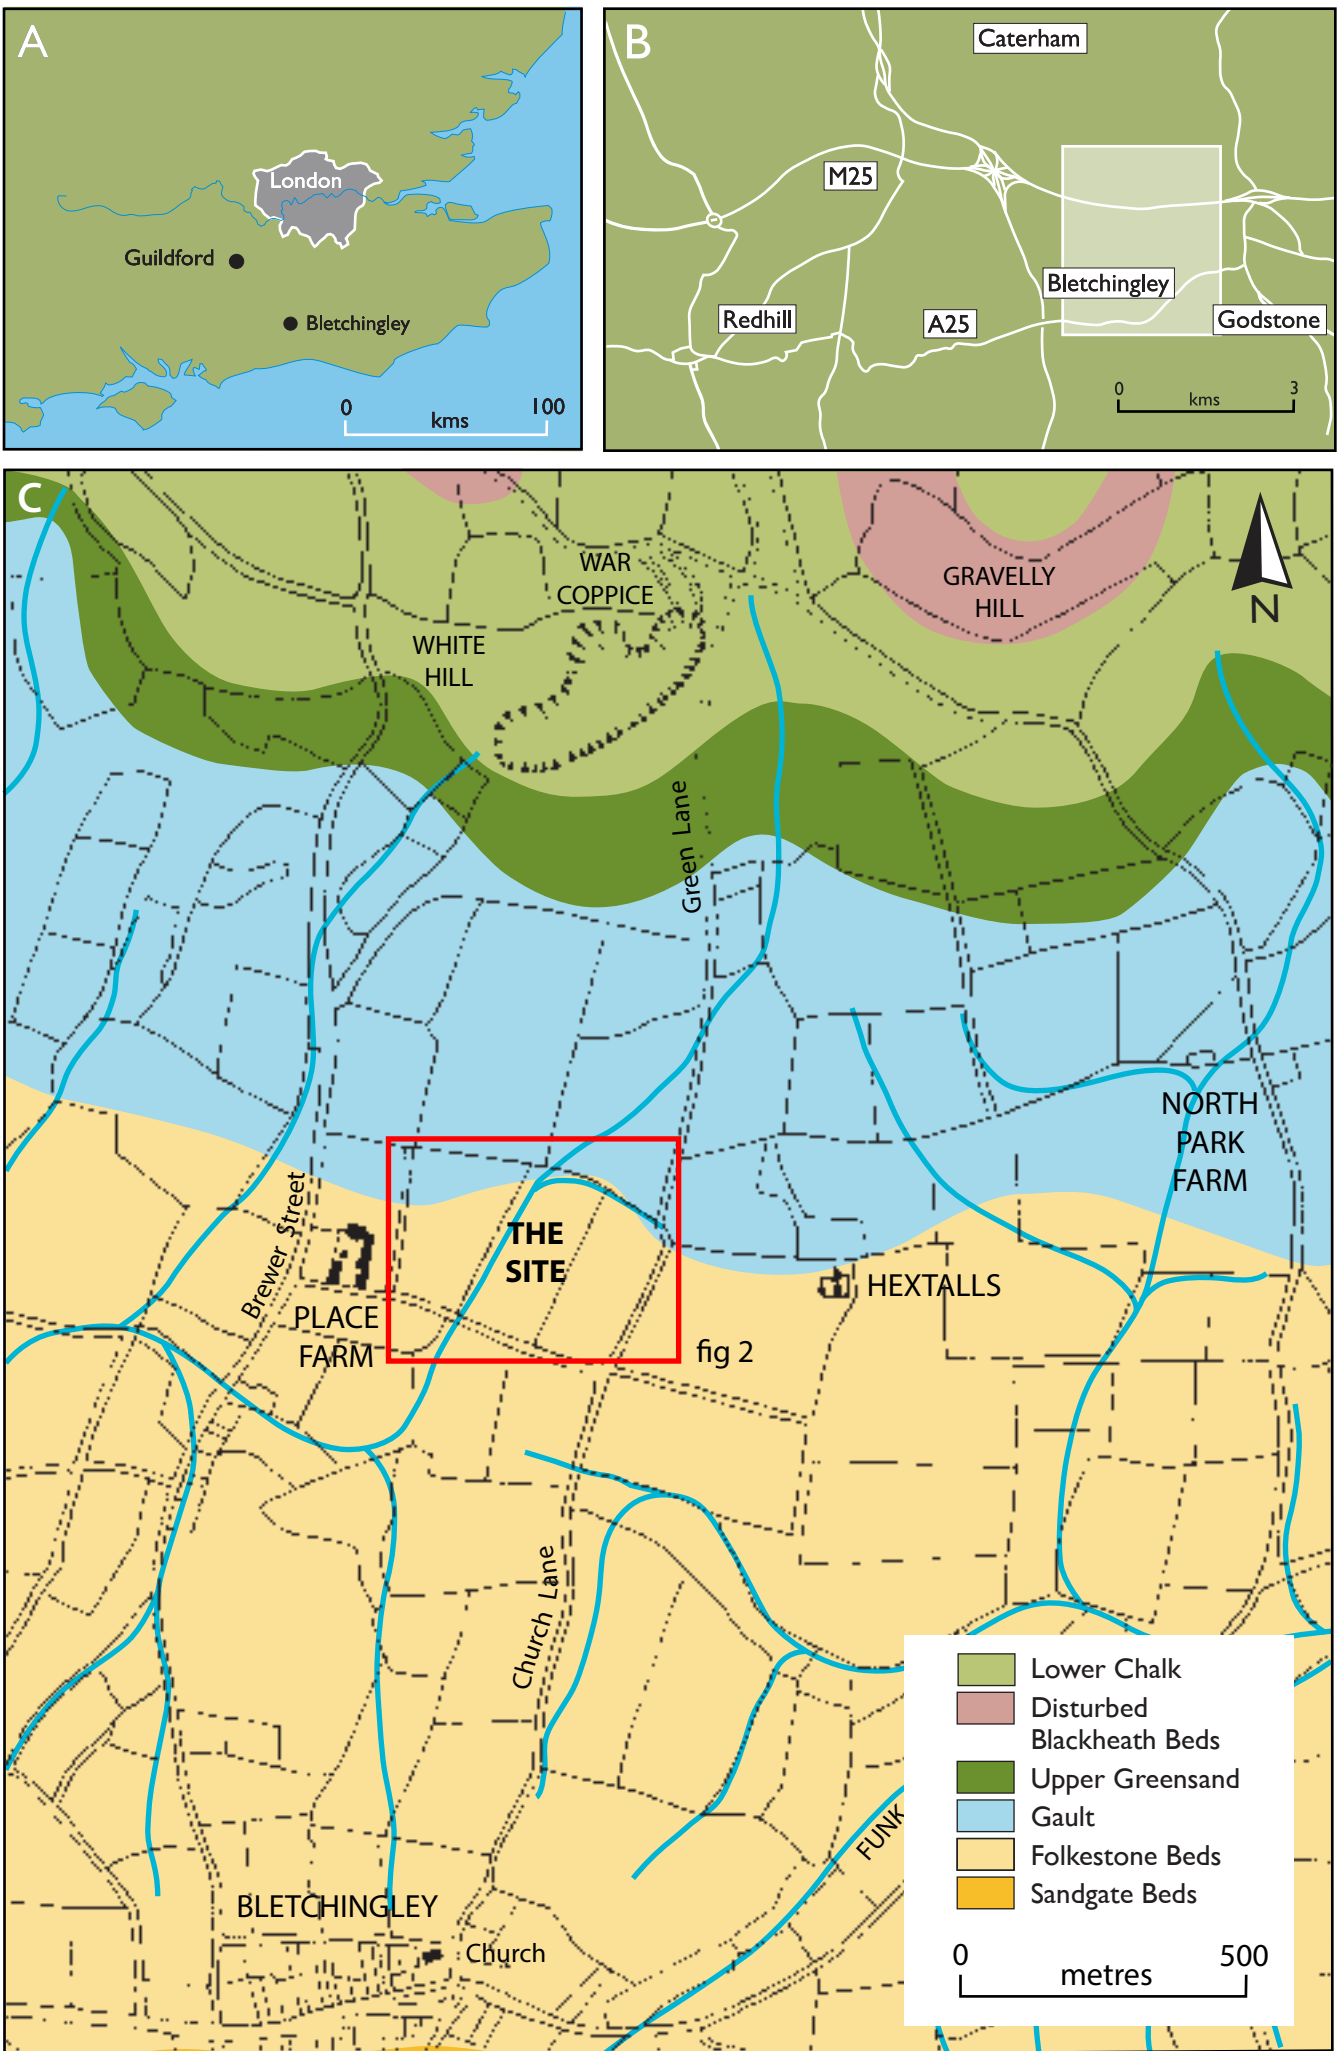 A
London
Guildford
Bletchingley
0 100
kms
B
Caterham
M25
Bletchingley
Redhill
A25
Godstone
0 3
kms
C
WAR
COPPICE
GRAVELLY
HILL
N
WHITE
HILL
Green Lane
NORTH
PARK
FARM
Brewer Street
THE
SITE
HEXTALLS
PLACE
FARM
fig 2
Church Lane
FUNK
BLETCHINGLEY
Church
Lower Chalk
Disturbed
Blackheath Beds
Upper Greensand
Gault
Folkestone Beds
Sandgate Beds
0 500
metres